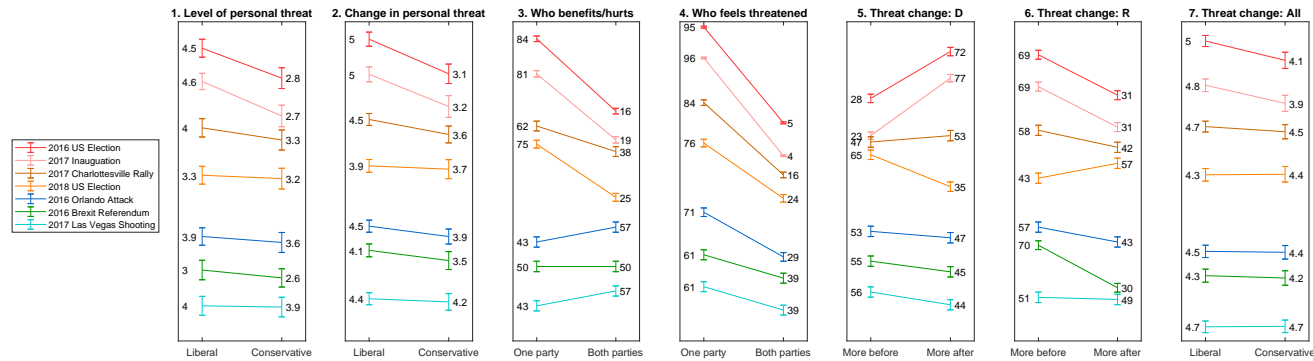 1. Level of personal threat
2. Change in personal threat
3. Who benefits/hurts
4. Who feels threatened
5. Threat change: D
6. Threat change: R
7. Threat change: All
2016 US Election
2017 Inauguation
2017 Charlottesville Rally
2018 US Election
2016 Orlando Attack
2016 Brexit Referendum
2017 Las Vegas Shooting
4.5 2.8
4.6 2.7
4 3.3
3.3 3.2
3.9 3.6
3 2.6
4 3.9
Liberal Conservative
5 3.1
5 3.2
4.5 3.6
3.9 3.7
4.5 3.9
4.1 3.5
4.4 4.2
Liberal Conservative
84 16
81 19
62 38
75 25
43 57
50 50
43 57
One party Both parties
95 5
96 4
84 16
76 24
71 29
61 39
61 39
One party Both parties
28 72
23 77
47 53
65 35
53 47
55 45
56 44
More before More after
69 31
69 31
58 42
43 57
57 43
70 30
51 49
More before More after
5 4.1
4.8 3.9
4.7 4.5
4.3 4.4
4.5 4.4
4.3 4.2
4.7 4.7
Liberal Conservative